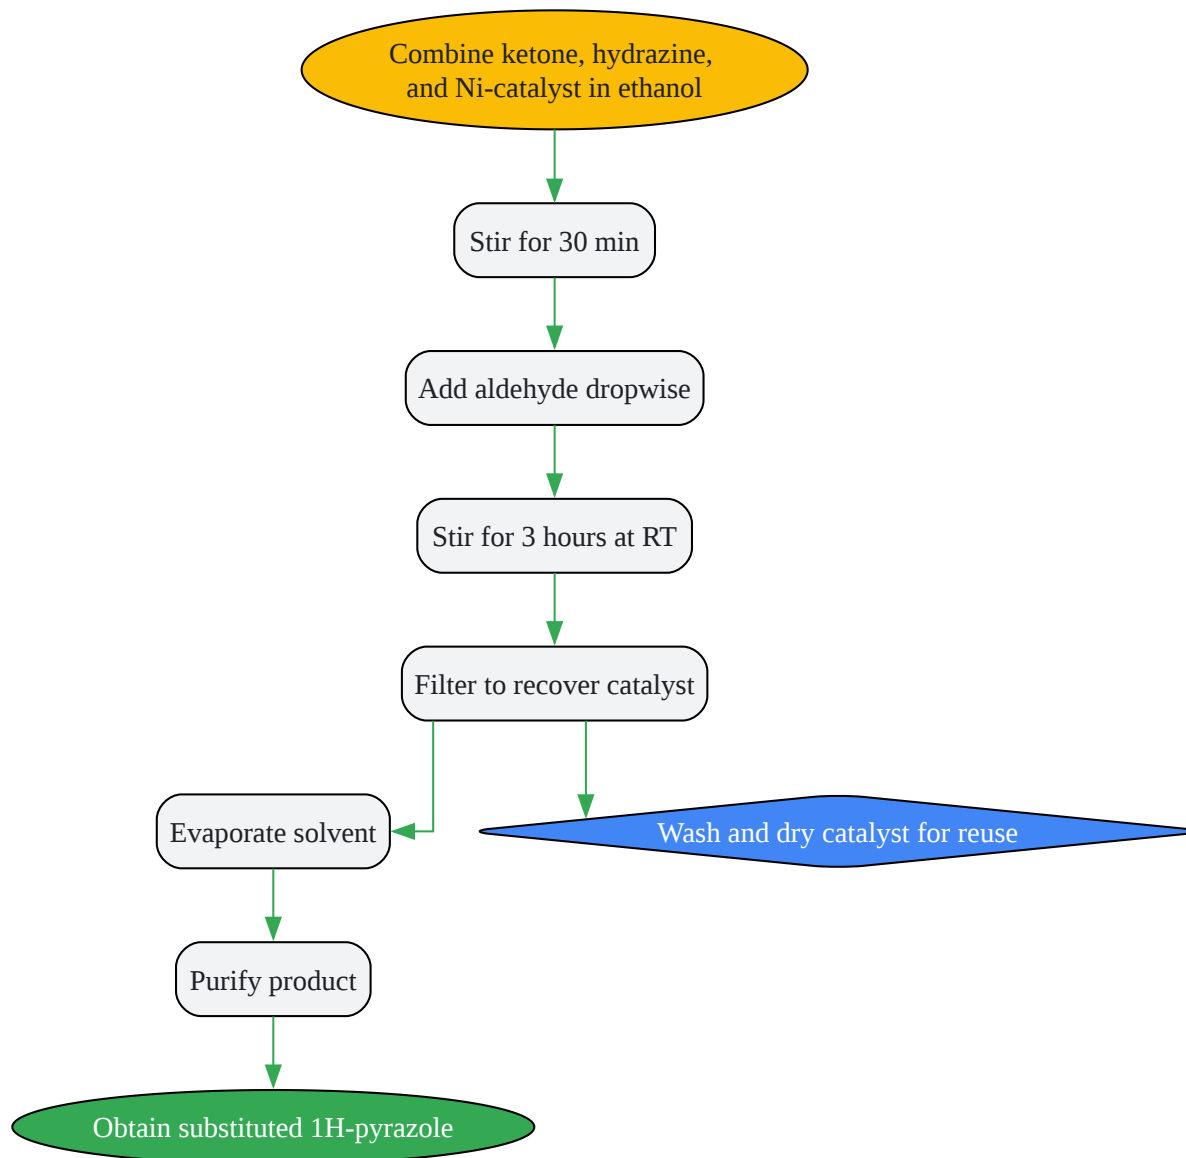 Combine ketone, hydrazine,
and Ni-catalyst in ethanol
Stir for 30 min
Add aldehyde dropwise
Stir for 3 hours at RT
Filter to recover catalyst
Evaporate solvent
Wash and dry catalyst for reuse
Purify product
Obtain substituted 1H-pyrazole